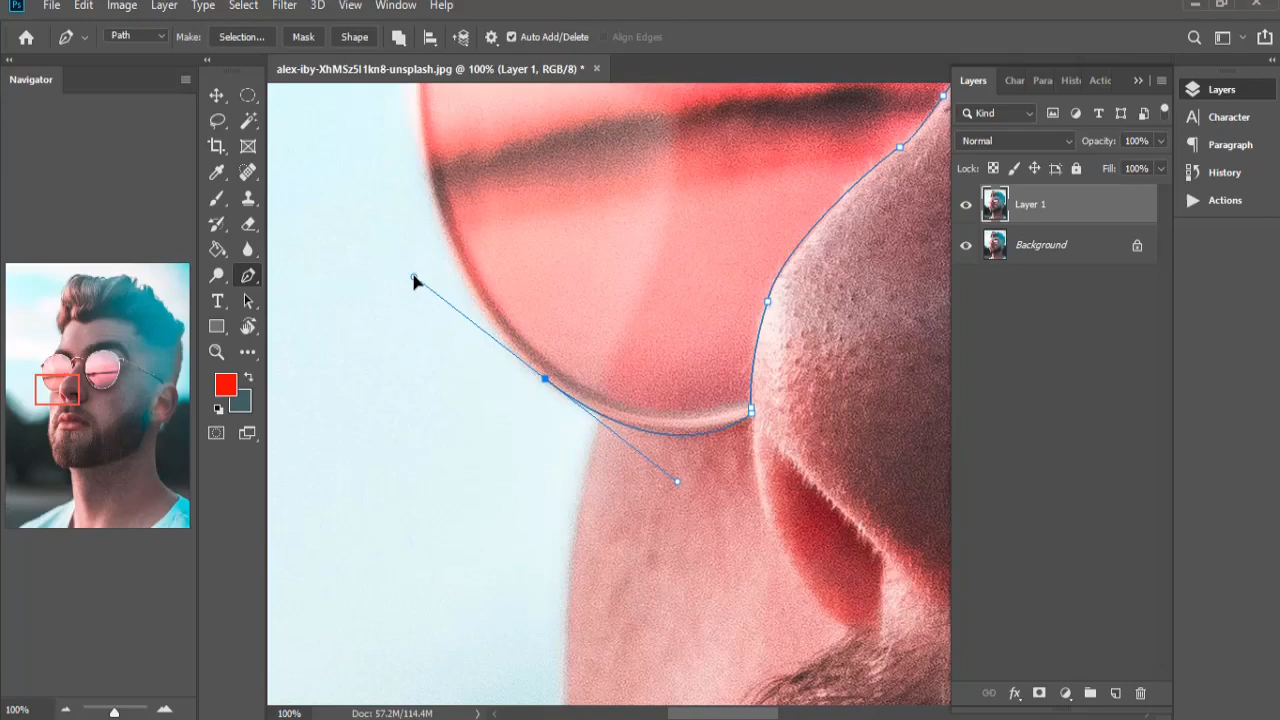 Ps File Edit Image Layer Type Select Filter 3D View Window Help
Path Make: Selection... Mask Shape Auto Add/Delete Align Edges
Navigator
alex-iby-XhMSz5I1kn8-unsplash.jpg @ 100% (Layer 1, RGB/8) * ×
Layers Char Para Hist Actic
Kind
Normal Opacity: 100%
Lock: Fill: 100%
Layer 1
Background
Layers
Character
Paragraph
History
Actions
T
100%
100% Doc: 57.2M/114.4M
fx